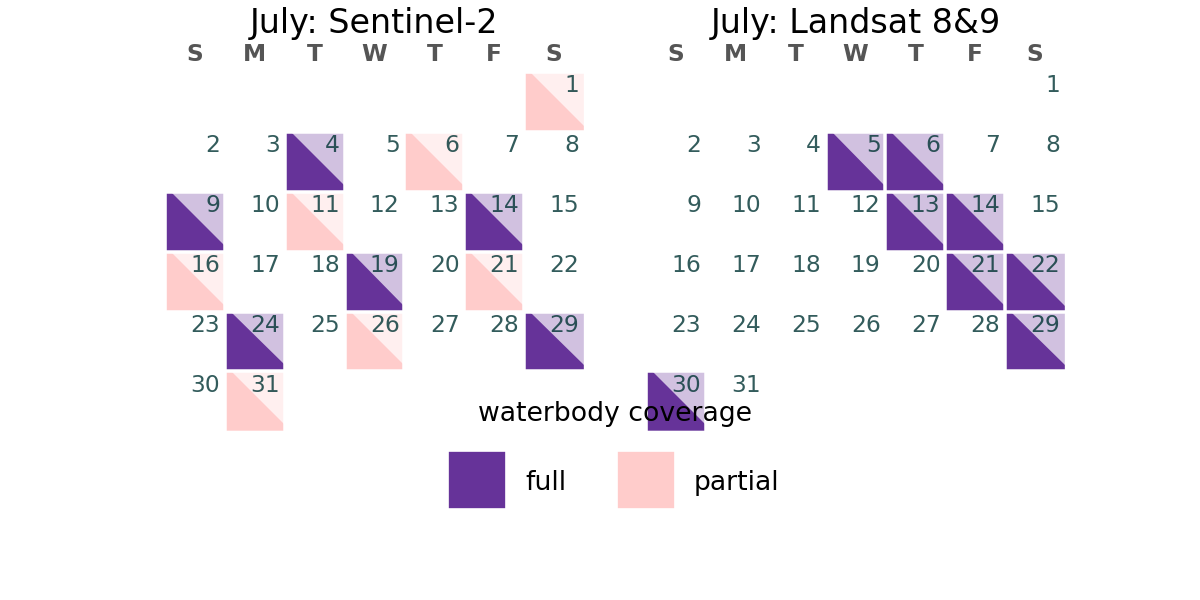 July: Sentinel-2
S M T W T F S
1
2 3 4 5 6 7 8
9 10 11 12 13 14 15
16 17 18 19 20 21 22
23 24 25 26 27 28 29
30 31
July: Landsat 8&9
S M T W T F S
1
2 3 4 5 6 7 8
9 10 11 12 13 14 15
16 17 18 19 20 21 22
23 24 25 26 27 28 29
30 31
waterbody coverage
full partial